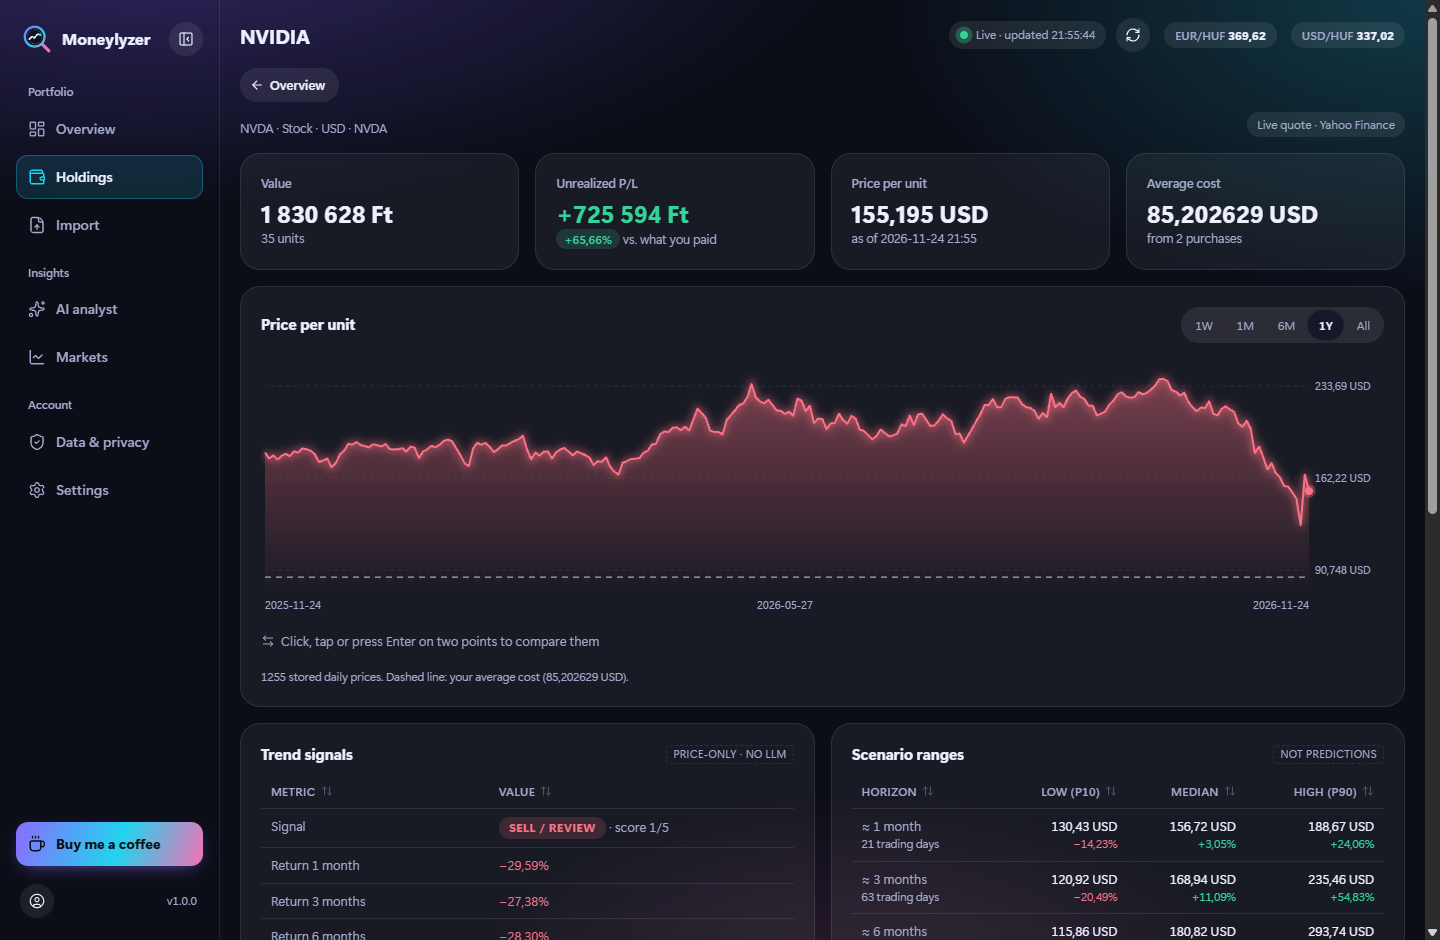 Moneylyzer
Portfolio
Overview
Holdings
Import
Insights
AI analyst
Markets
Account
Data & privacy
Settings
Buy me a coffee
v1.0.0
NVIDIA
Live · updated 21:55:44
EUR/HUF 369,62
USD/HUF 337,02
Overview
NVDA · Stock · USD · NVDA
Live quote · Yahoo Finance
Value
1 830 628 Ft
35 units
Unrealized P/L
+725 594 Ft
+65,66% vs. what you paid
Price per unit
155,195 USD
as of 2026-11-24 21:55
Average cost
85,202629 USD
from 2 purchases
Price per unit
1W 1M 6M 1Y All
233,69 USD
162,22 USD
90,748 USD
2025-11-24 2026-05-27 2026-11-24
Click, tap or press Enter on two points to compare them
1255 stored daily prices. Dashed line: your average cost (85,202629 USD).
Trend signals
PRICE-ONLY · NO LLM
METRIC VALUE
Signal SELL / REVIEW · score 1/5
Return 1 month −29,59%
Return 3 months −27,38%
Return 6 months −28,30%
Scenario ranges
NOT PREDICTIONS
HORIZON LOW (P10) MEDIAN HIGH (P90)
≈ 1 month 130,43 USD 156,72 USD 188,67 USD
21 trading days −14,23% +3,05% +24,06%
≈ 3 months 120,92 USD 168,94 USD 235,46 USD
63 trading days −20,49% +11,09% +54,83%
≈ 6 months 115,86 USD 180,82 USD 293,74 USD